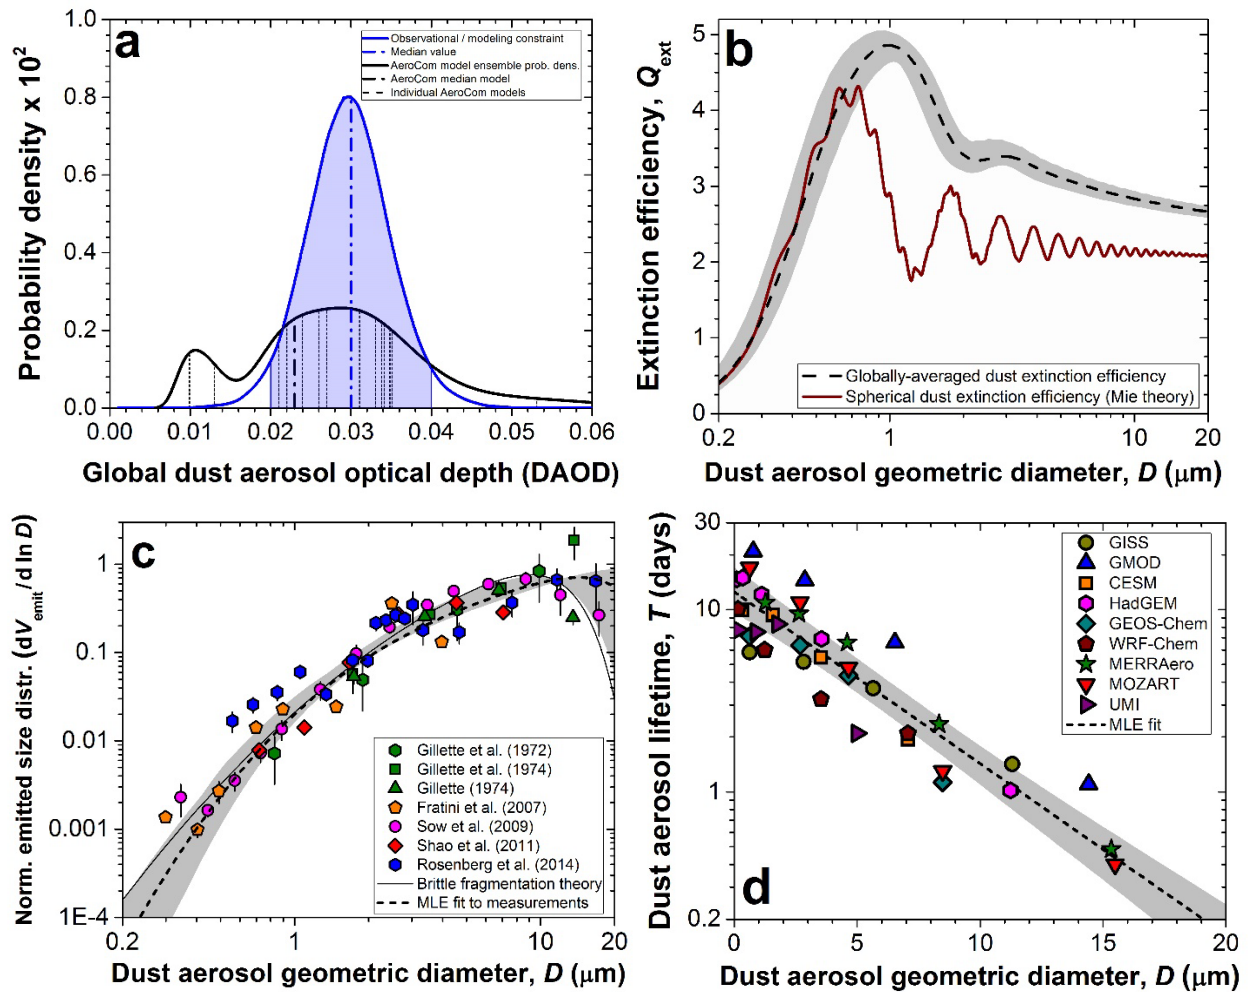 a
Probability density x 10²
1.0
0.8
0.6
0.4
0.2
0.0
0.00 0.01 0.02 0.03 0.04 0.05 0.06
Global dust aerosol optical depth (DAOD)
Observational / modeling constraint
Median value
AeroCom model ensemble prob. dens.
AeroCom median model
Individual AeroCom models
b
Extinction efficiency, Qext
5
4
3
2
1
0
0.2 1 10 20
Dust aerosol geometric diameter, D (μm)
Globally-averaged dust extinction efficiency
Spherical dust extinction efficiency (Mie theory)
c
Norm. emitted size distr. (dVemit/d ln D)
1
0.1
0.01
0.001
1E-4
0.2 1 10 20
Dust aerosol geometric diameter, D (μm)
Gillette et al. (1972)
Gillette et al. (1974)
Gillette (1974)
Fratini et al. (2007)
Sow et al. (2009)
Shao et al. (2011)
Rosenberg et al. (2014)
Brittle fragmentation theory
MLE fit to measurements
d
Dust aerosol lifetime, T (days)
30
10
1
0.2
0 5 10 15 20
Dust aerosol geometric diameter, D (μm)
GISS
GMOD
CESM
HadGEM
GEOS-Chem
WRF-Chem
MERRAero
MOZART
UMI
MLE fit